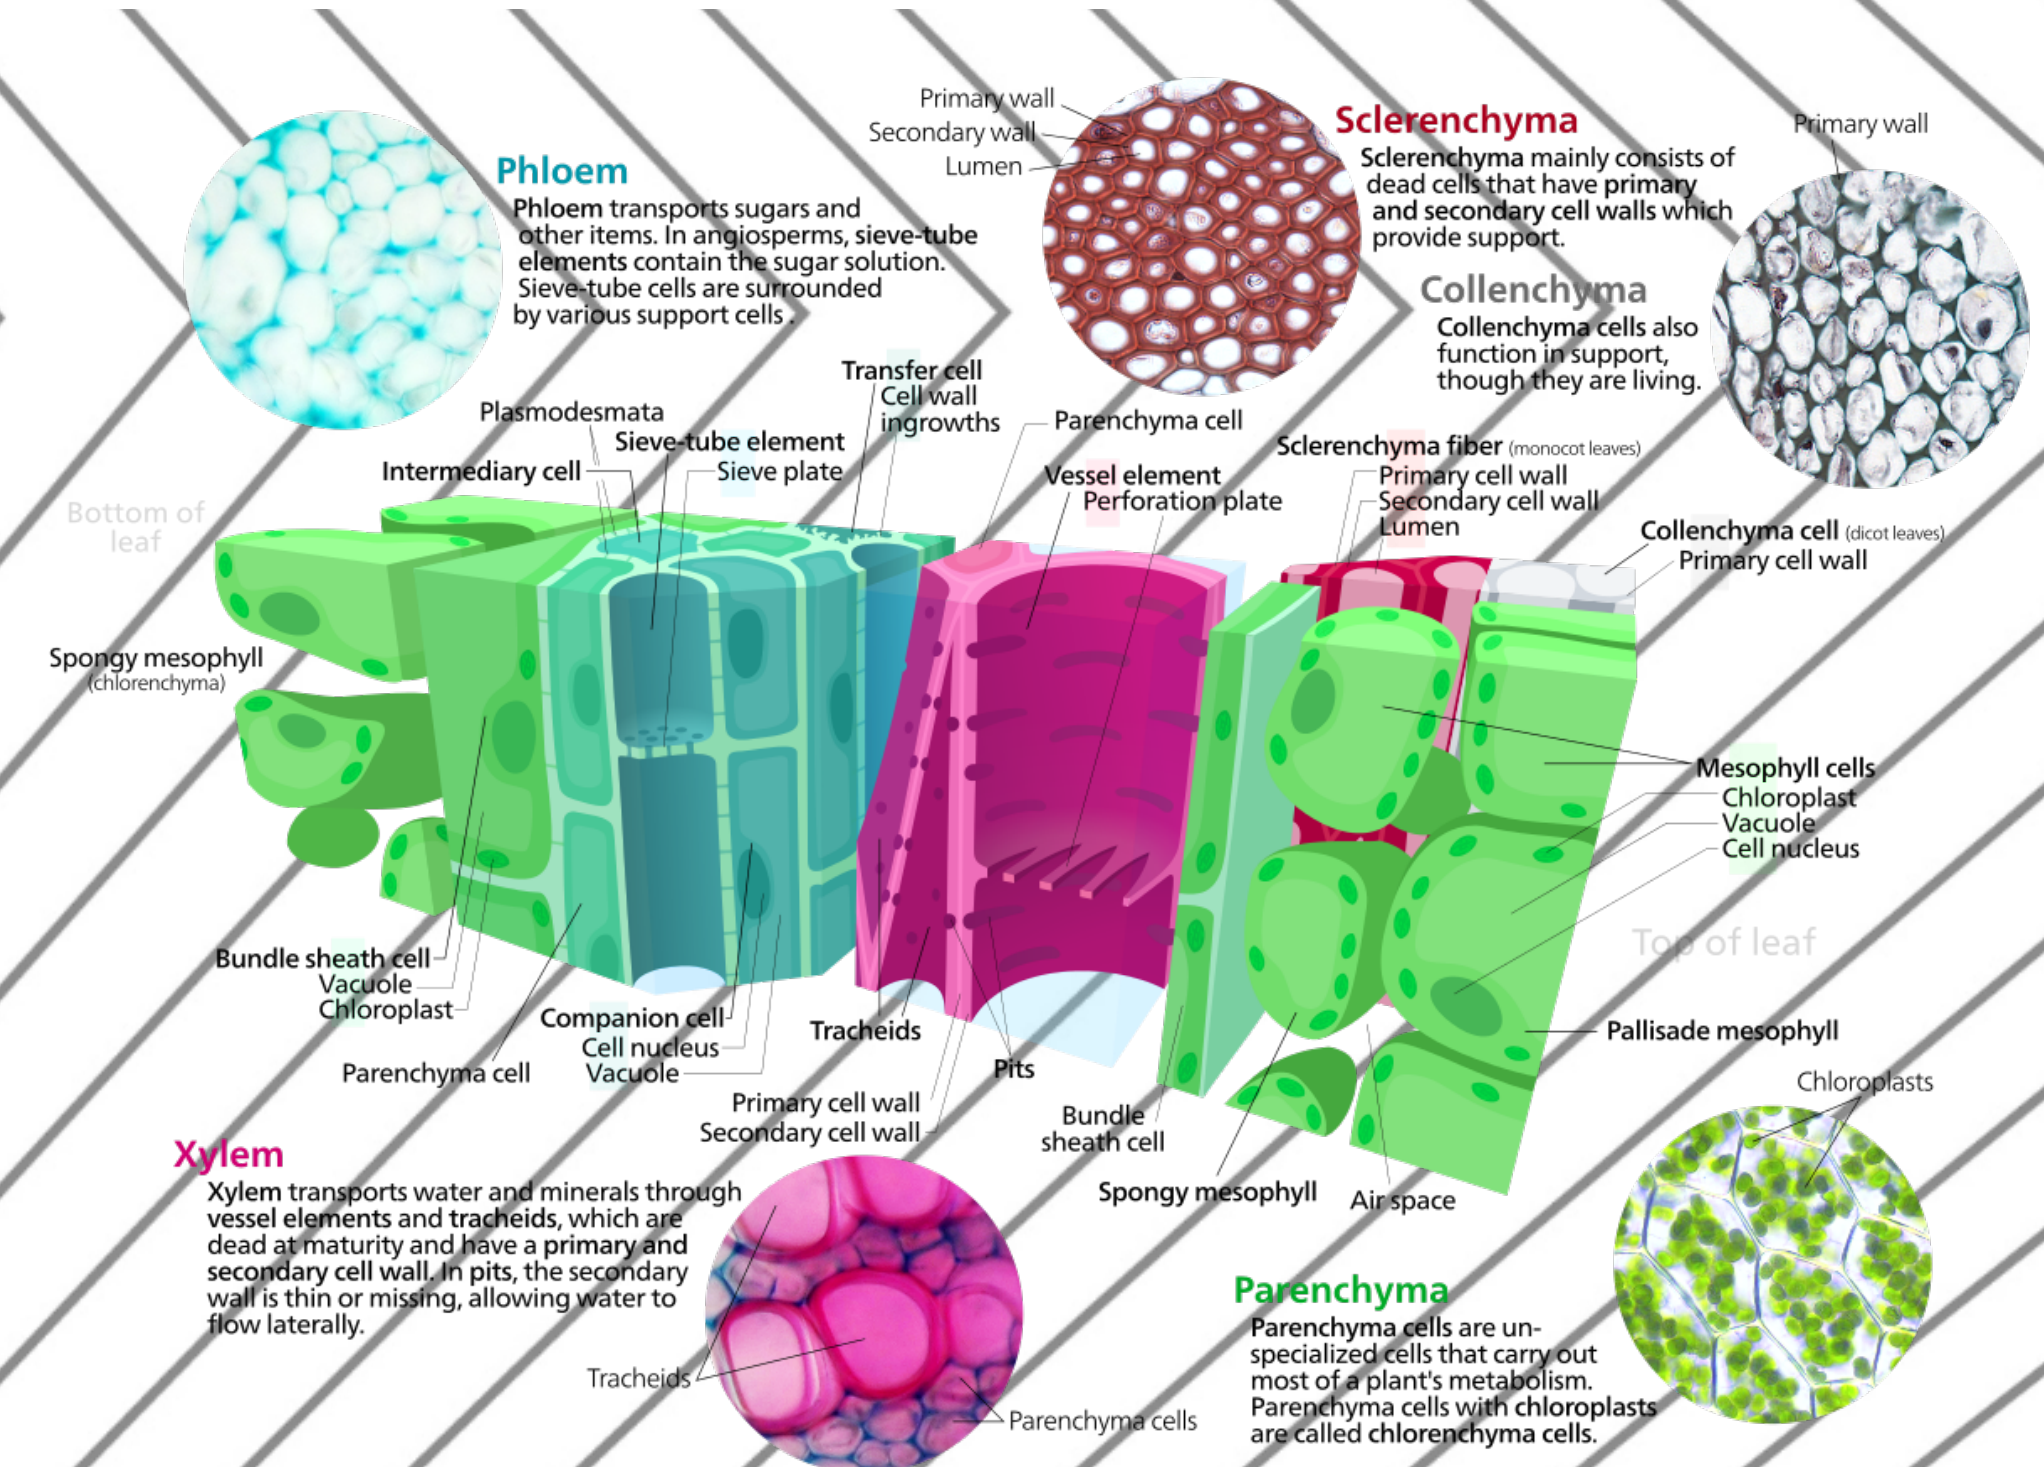 Primary wall
Secondary wall
Lumen
Sclerenchyma
Sclerenchyma mainly consists of
dead cells that have primary
and secondary cell walls which
provide support.
Primary wall
Phloem
Phloem transports sugars and
other items. In angiosperms, sieve-tube
elements contain the sugar solution.
Sieve-tube cells are surrounded
by various support cells .
Collenchyma
Collenchyma cells also
function in support,
though they are living.
Transfer cell
Cell wall
ingrowths
Plasmodesmata
Sieve-tube element
Intermediary cell
Sieve plate
Parenchyma cell
Vessel element
Perforation plate
Sclerenchyma fiber (monocot leaves)
Primary cell wall
Secondary cell wall
Lumen
Collenchyma cell (dicot leaves)
Primary cell wall
Bottom of
leaf
Spongy mesophyll
(chlorenchyma)
Mesophyll cells
Chloroplast
Vacuole
Cell nucleus
Top of leaf
Bundle sheath cell
Vacuole
Chloroplast
Parenchyma cell
Companion cell
Cell nucleus
Vacuole
Tracheids
Pits
Primary cell wall
Secondary cell wall
Bundle
sheath cell
Spongy mesophyll
Air space
Pallisade mesophyll
Chloroplasts
Xylem
Xylem transports water and minerals through
vessel elements and tracheids, which are
dead at maturity and have a primary and
secondary cell wall. In pits, the secondary
wall is thin or missing, allowing water to
flow laterally.
Tracheids
Parenchyma cells
Parenchyma
Parenchyma cells are un-
specialized cells that carry out
most of a plant's metabolism.
Parenchyma cells with chloroplasts
are called chlorenchyma cells.